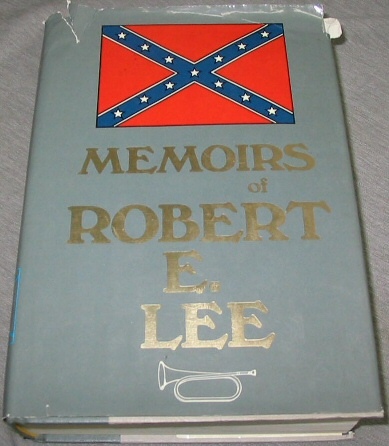 MEMOIRS
of
ROBERT
E.
LEE